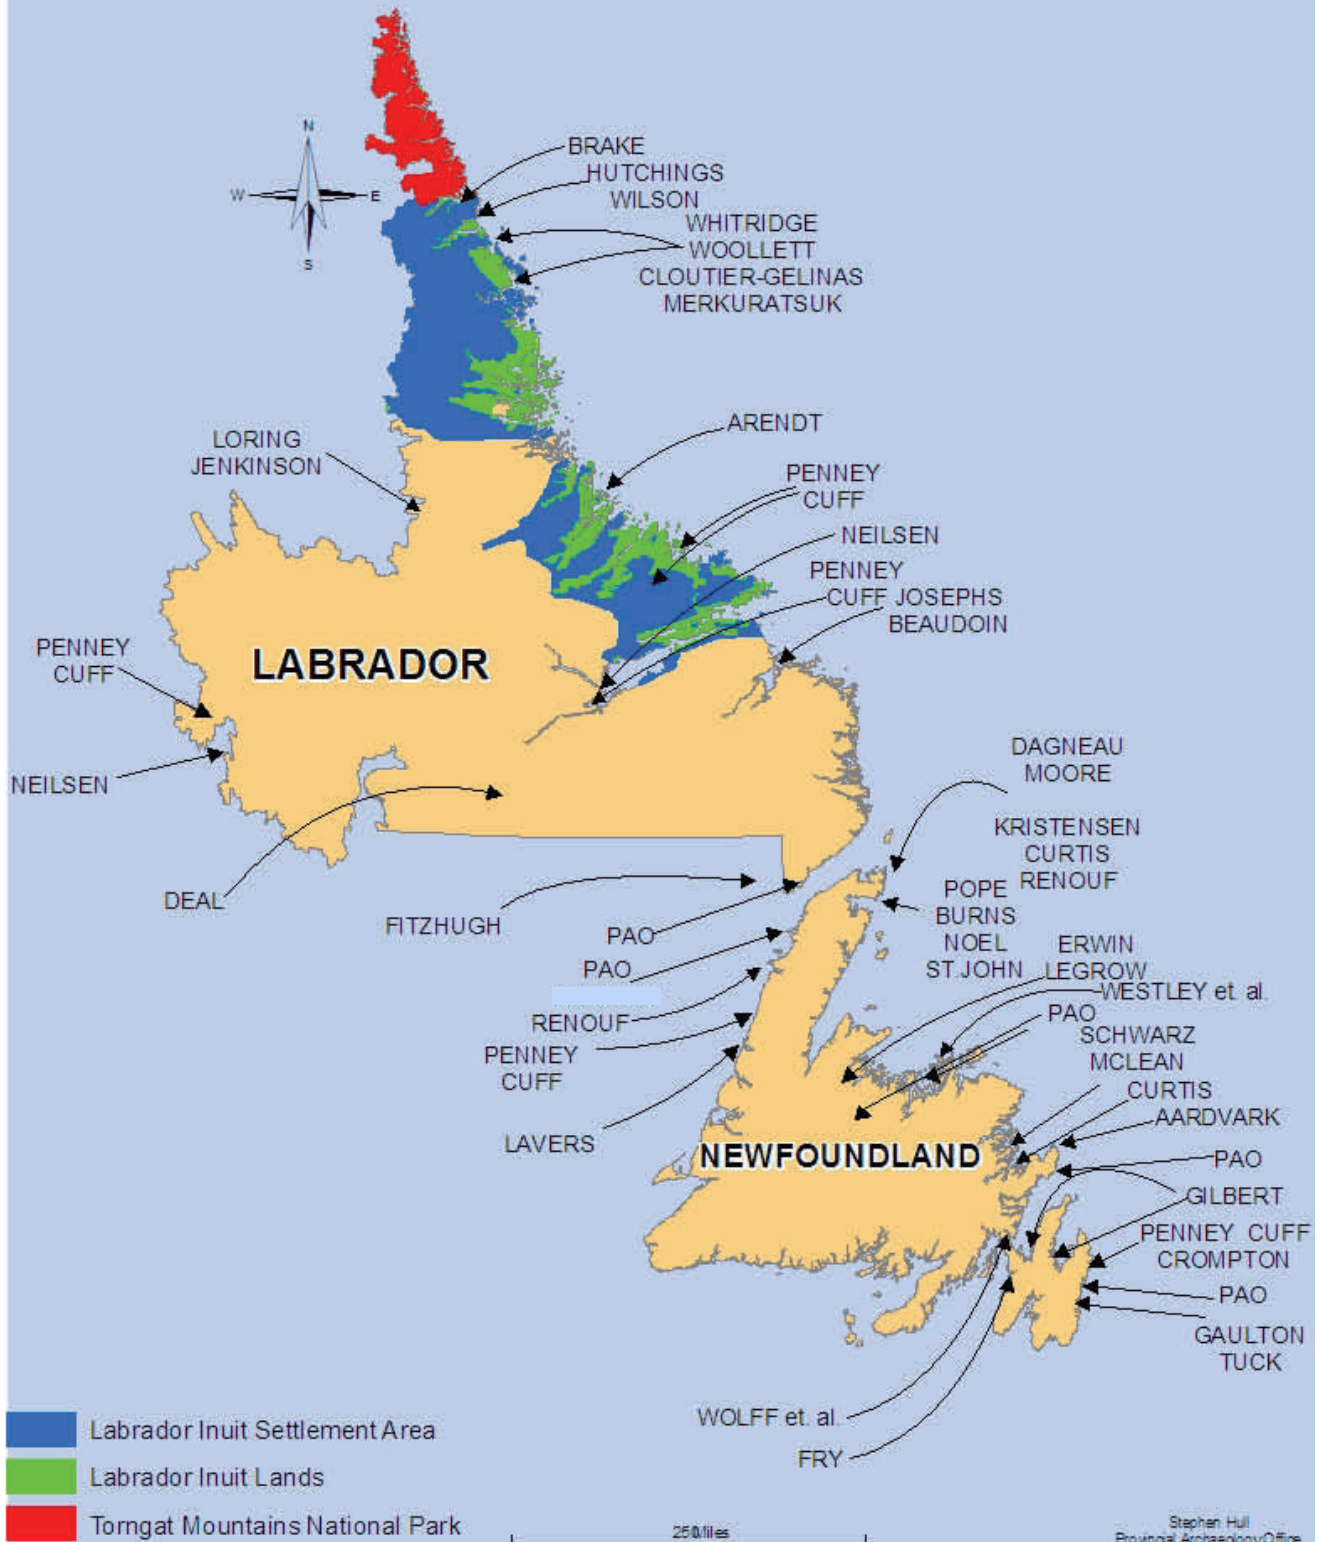 N
W E
S
BRAKE
HUTCHINGS
WILSON
WHITRIDGE
WOOLLETT
CLOUTIER-GELINAS
MERKURATSUK
ARENDT
LORING
JENKINSON
PENNEY
CUFF
NEILSEN
PENNEY
CUFF JOSEPHS
BEAUDOIN
PENNEY
CUFF
LABRADOR
NEILSEN
DAGNEAU
MOORE
KRISTENSEN
CURTIS
RENOUF
DEAL
FITZHUGH
POPE
BURNS
NOEL
ST.JOHN
PAO
PAO
ERWIN
LEGROW
WESTLEY et. al.
PAO
RENOUF
SCHWARZ
MCLEAN
PENNEY
CUFF
CURTIS
AARDVARK
LAVERS
NEWFOUNDLAND
PAO
GILBERT
PENNEY CUFF
CROMPTON
PAO
GAULTON
TUCK
WOLFF et. al.
FRY
Labrador Inuit Settlement Area
Labrador Inuit Lands
Torngat Mountains National Park
Stephen Hull
Provincial Archaeology Office